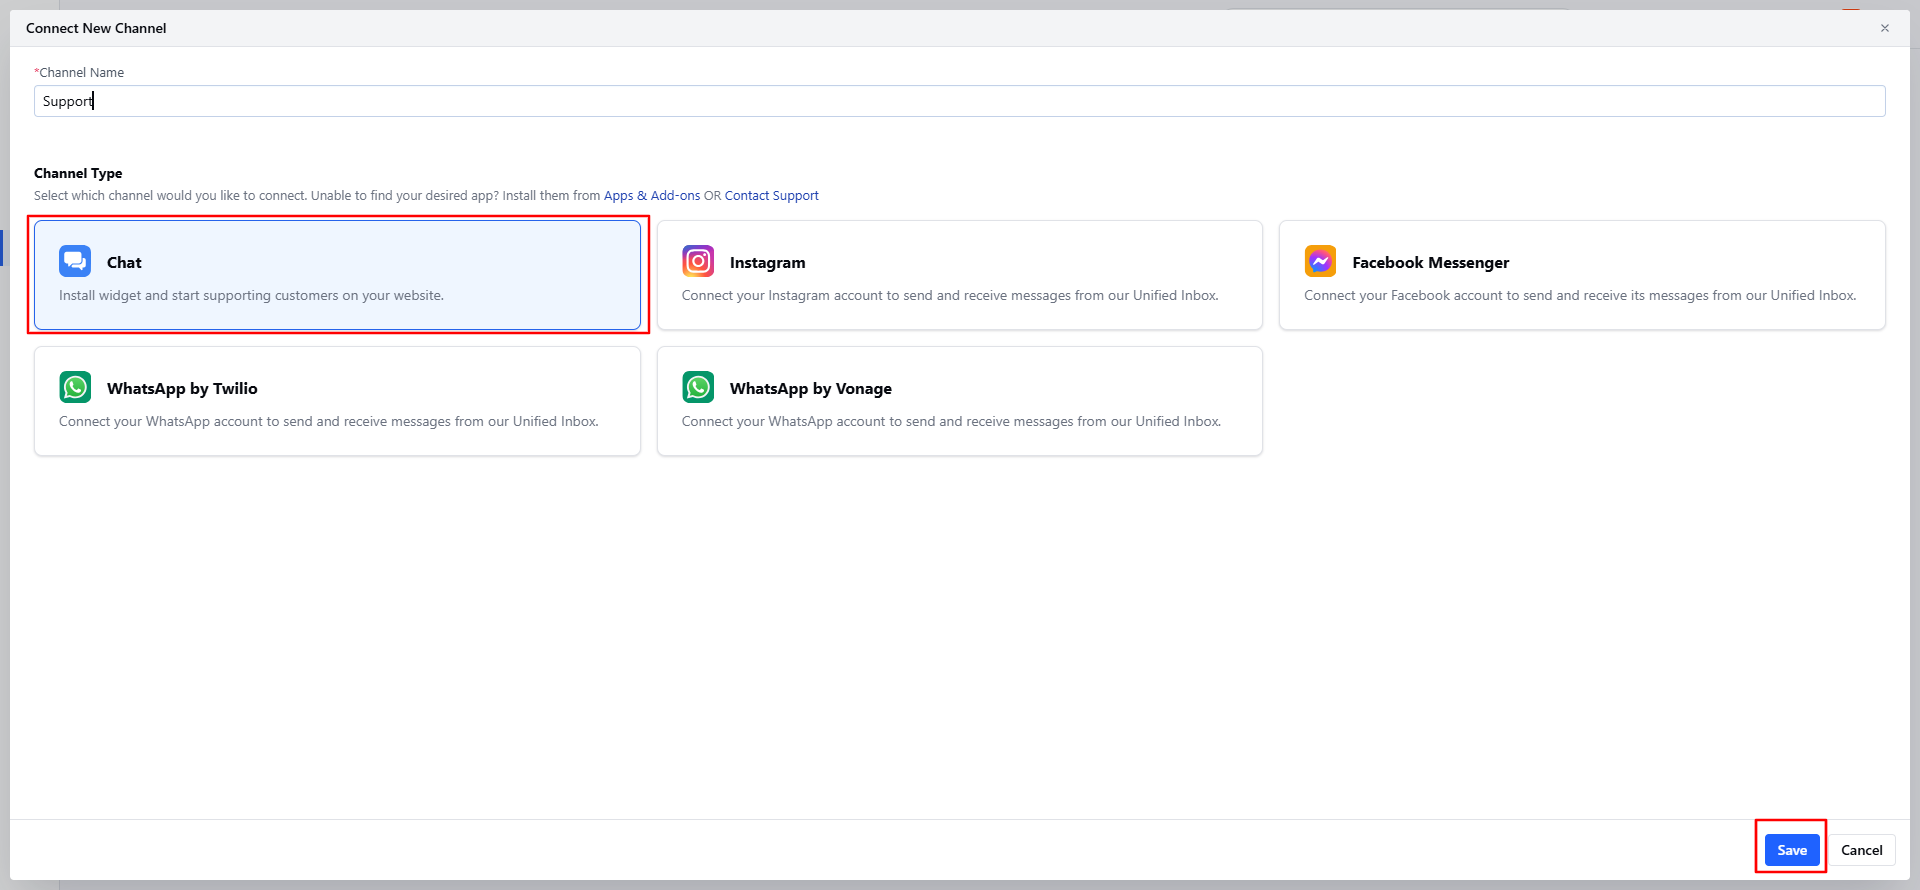 Connect New Channel
*Channel Name
Support
Channel Type
Select which channel would you like to connect. Unable to find your desired app? Install them from Apps & Add-ons OR Contact Support
Chat
Install widget and start supporting customers on your website.
Instagram
Connect your Instagram account to send and receive messages from our Unified Inbox.
Facebook Messenger
Connect your Facebook account to send and receive its messages from our Unified Inbox.
WhatsApp by Twilio
Connect your WhatsApp account to send and receive messages from our Unified Inbox.
WhatsApp by Vonage
Connect your WhatsApp account to send and receive messages from our Unified Inbox.
Save
Cancel